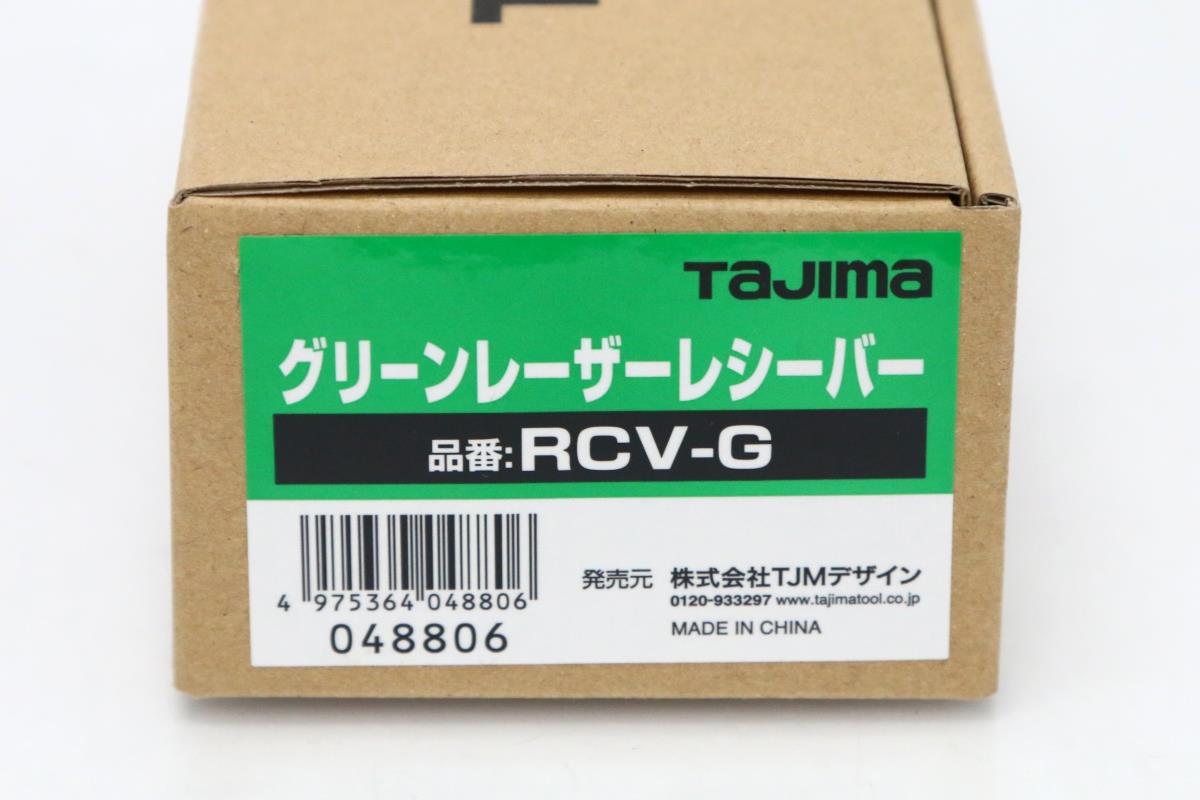 TaJIma
グリーンレーザーレシーバー
品番:RCV-G
4 975364 048806
048806
発売元 株式会社TJMデザイン
0120-933297 www.tajimatool.co.jp
MADE IN CHINA